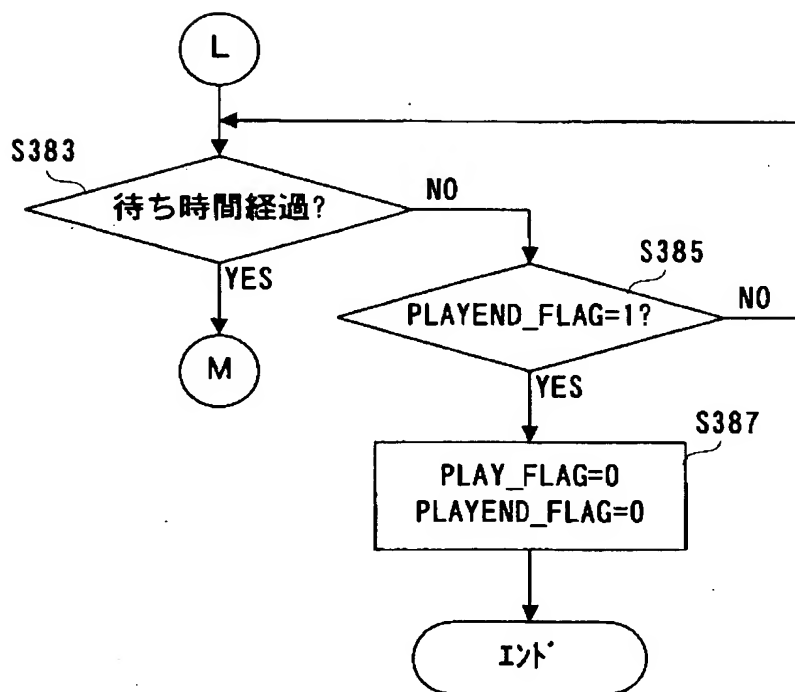 L
S383
待ち時間経過?
NO
YES
S385
PLAYEND_FLAG=1?
NO
M
YES
S387
PLAY_FLAG=0
PLAYEND_FLAG=0
エンド